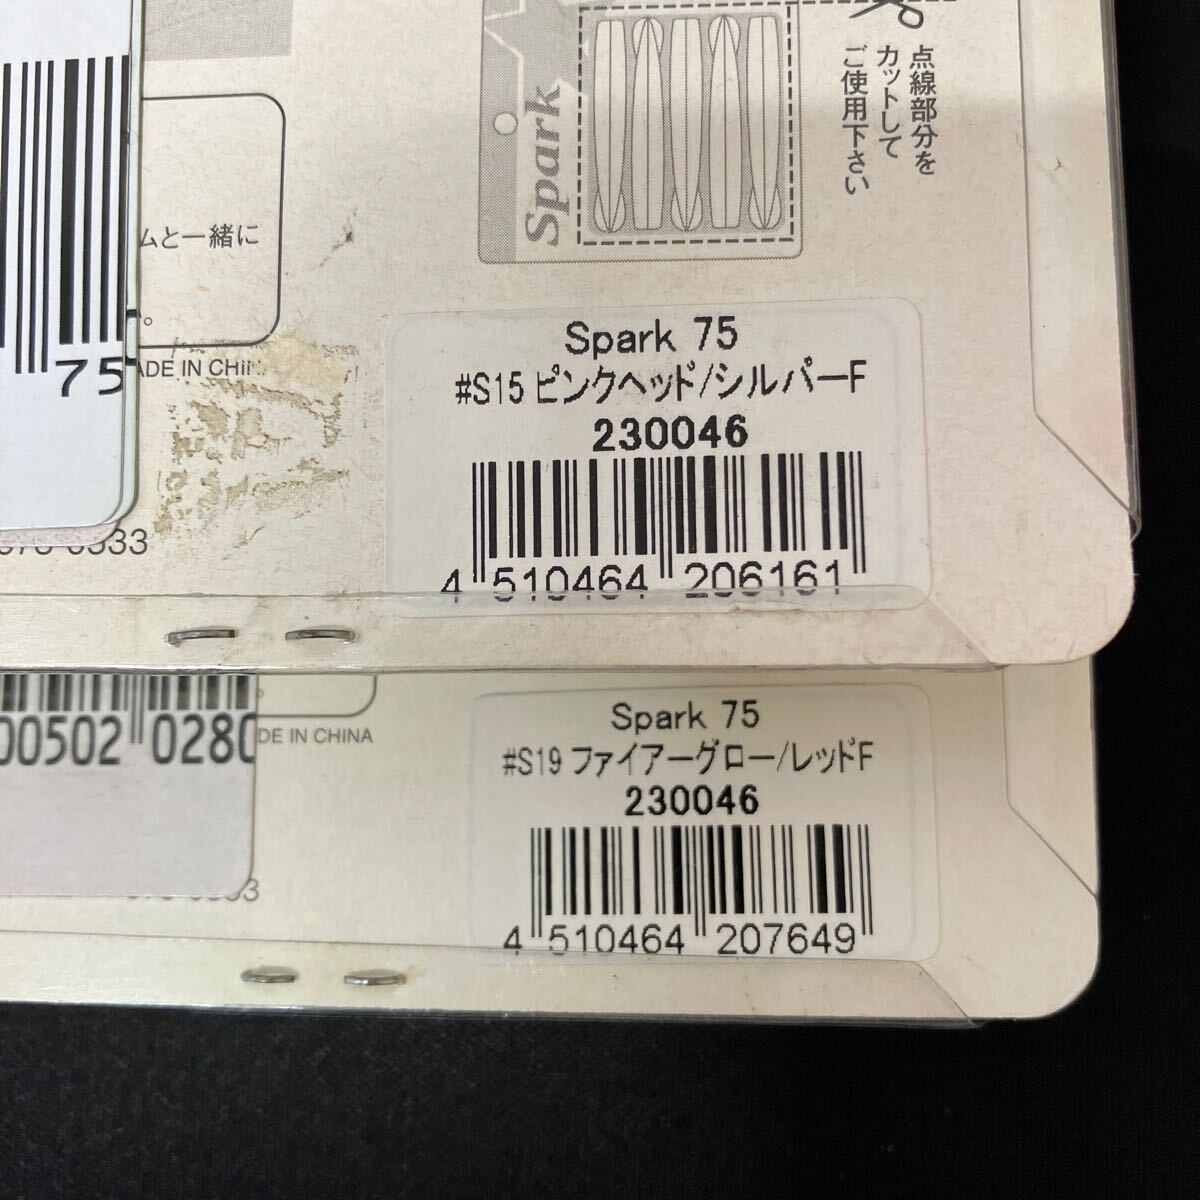 Spark
点線部分を
カットして
ご使用下さい
ムと一緒に
。
75
ADE IN CHI
0533
Spark 75
#S15 ピンクヘッド/シルバーF
230046
4 510464 206161
00502 0280
DE IN CHINA
Spark 75
#S19 ファイアーグロー/レッドF
230046
4 510464 207649